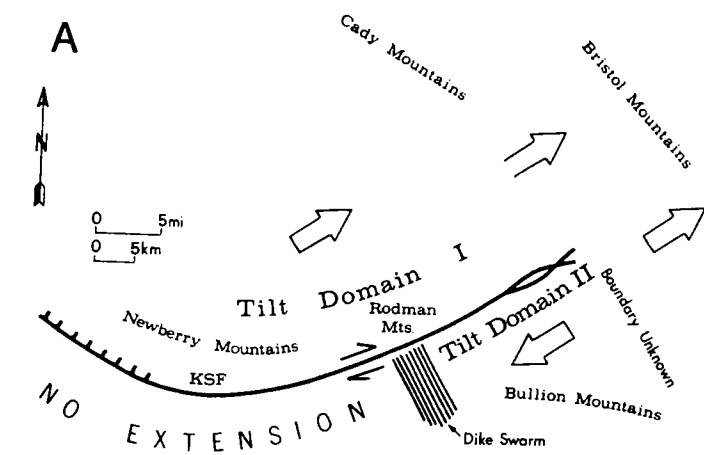 A
Cady Mountains
Bristol Mountains
N
0 5mi
0 5km
Tilt Domain I
Rodman
Mts.
Newberry Mountains
Tilt Domain II
Boundary Unknown
KSF
NO EXTENSION
Bullion Mountains
Dike Swarm